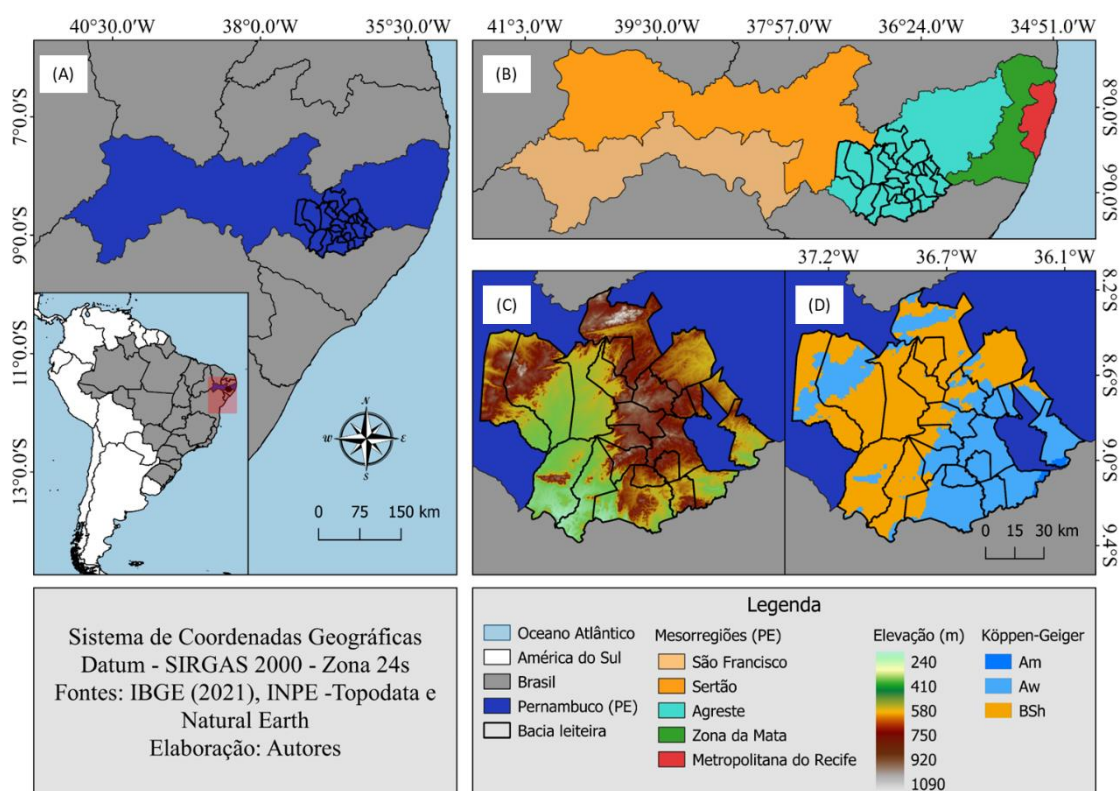 40°30.0'W 38°0.0'W 35°30.0'W
7°0.0'S
9°0.0'S
11°0.0'S
13°0.0'S
(A)
N
W E
S
0 75 150 km
41°3.0'W 39°30.0'W 37°57.0'W 36°24.0'W 34°51.0'W
8°0.0'S
9°0.0'S
(B)
37.2°W 36.7°W 36.1°W
8.2°S
8.6°S
9.0°S
9.4°S
(C)
(D)
0 15 30 km
Sistema de Coordenadas Geográficas
Datum - SIRGAS 2000 - Zona 24s
Fontes: IBGE (2021), INPE -Topodata e
Natural Earth
Elaboração: Autores
Legenda
Oceano Atlântico
América do Sul
Brasil
Pernambuco (PE)
Bacia leiteira
Mesorregiões (PE)
São Francisco
Sertão
Agreste
Zona da Mata
Metropolitana do Recife
Elevação (m)
240
410
580
750
920
1090
Köppen-Geiger
Am
Aw
BSh